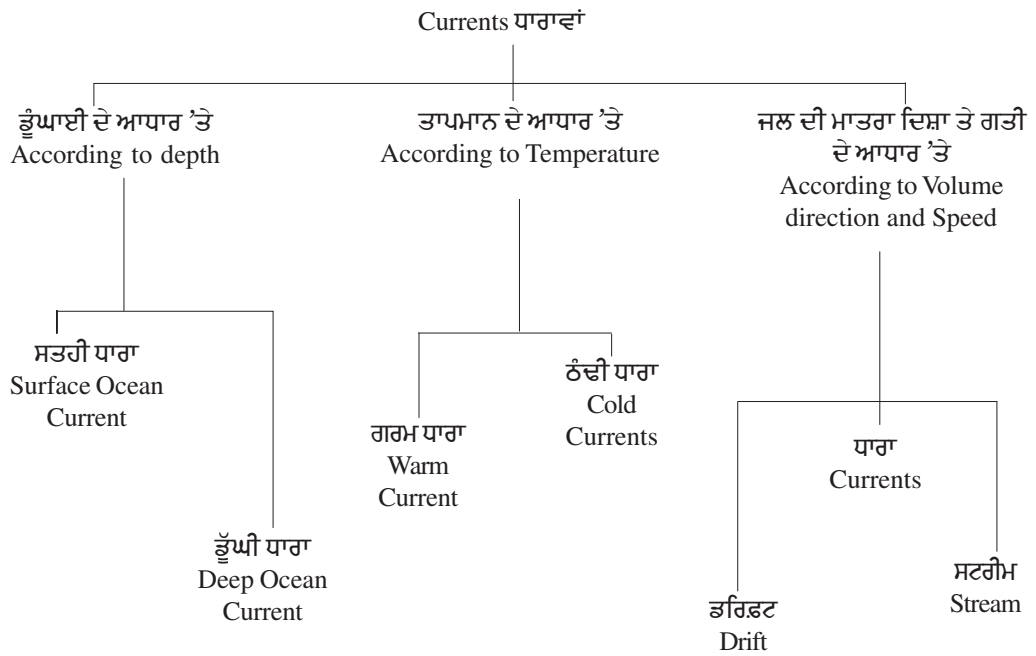 Currents ਧਾਰਾਵਾਂ
ਡੂੰਘਾਈ ਦੇ ਆਧਾਰ ’ਤੇ
According to depth
ਤਾਪਮਾਨ ਦੇ ਆਧਾਰ ’ਤੇ
According to Temperature
ਜਲ ਦੀ ਮਾਤਰਾ ਦਿਸ਼ਾ ਤੇ ਗਤੀ
ਦੇ ਆਧਾਰ ’ਤੇ
According to Volume
direction and Speed
ਸਤਹੀ ਧਾਰਾ
Surface Ocean
Current
ਡੂੱਘੀ ਧਾਰਾ
Deep Ocean
Current
ਗਰਮ ਧਾਰਾ
Warm
Current
ਠੰਢੀ ਧਾਰਾ
Cold
Currents
ਡਰਿਫ਼ਟ
Drift
ਧਾਰਾ
Currents
ਸਟਰੀਮ
Stream